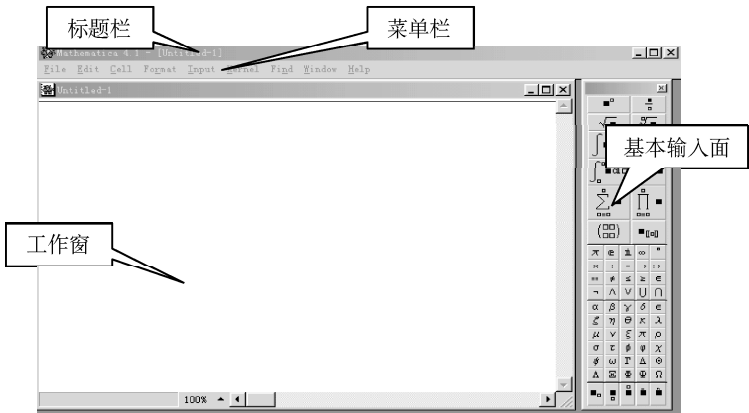 标题栏
菜单栏
Mathematica 4.1 - [Untitled-1]
File Edit Cell Format Input Kernel Find Window Help
Untitled-1
基本输入面
工作窗
π e i ∞ °
≠ ≤ ≥ ∈
¬ ∧ ∨ ∪ ∩
α β γ δ ε
ζ η θ κ λ
μ ν ξ π ρ
σ τ ϕ φ χ
ψ ω Γ Δ Θ
Λ Ξ Φ Ψ Ω
100%